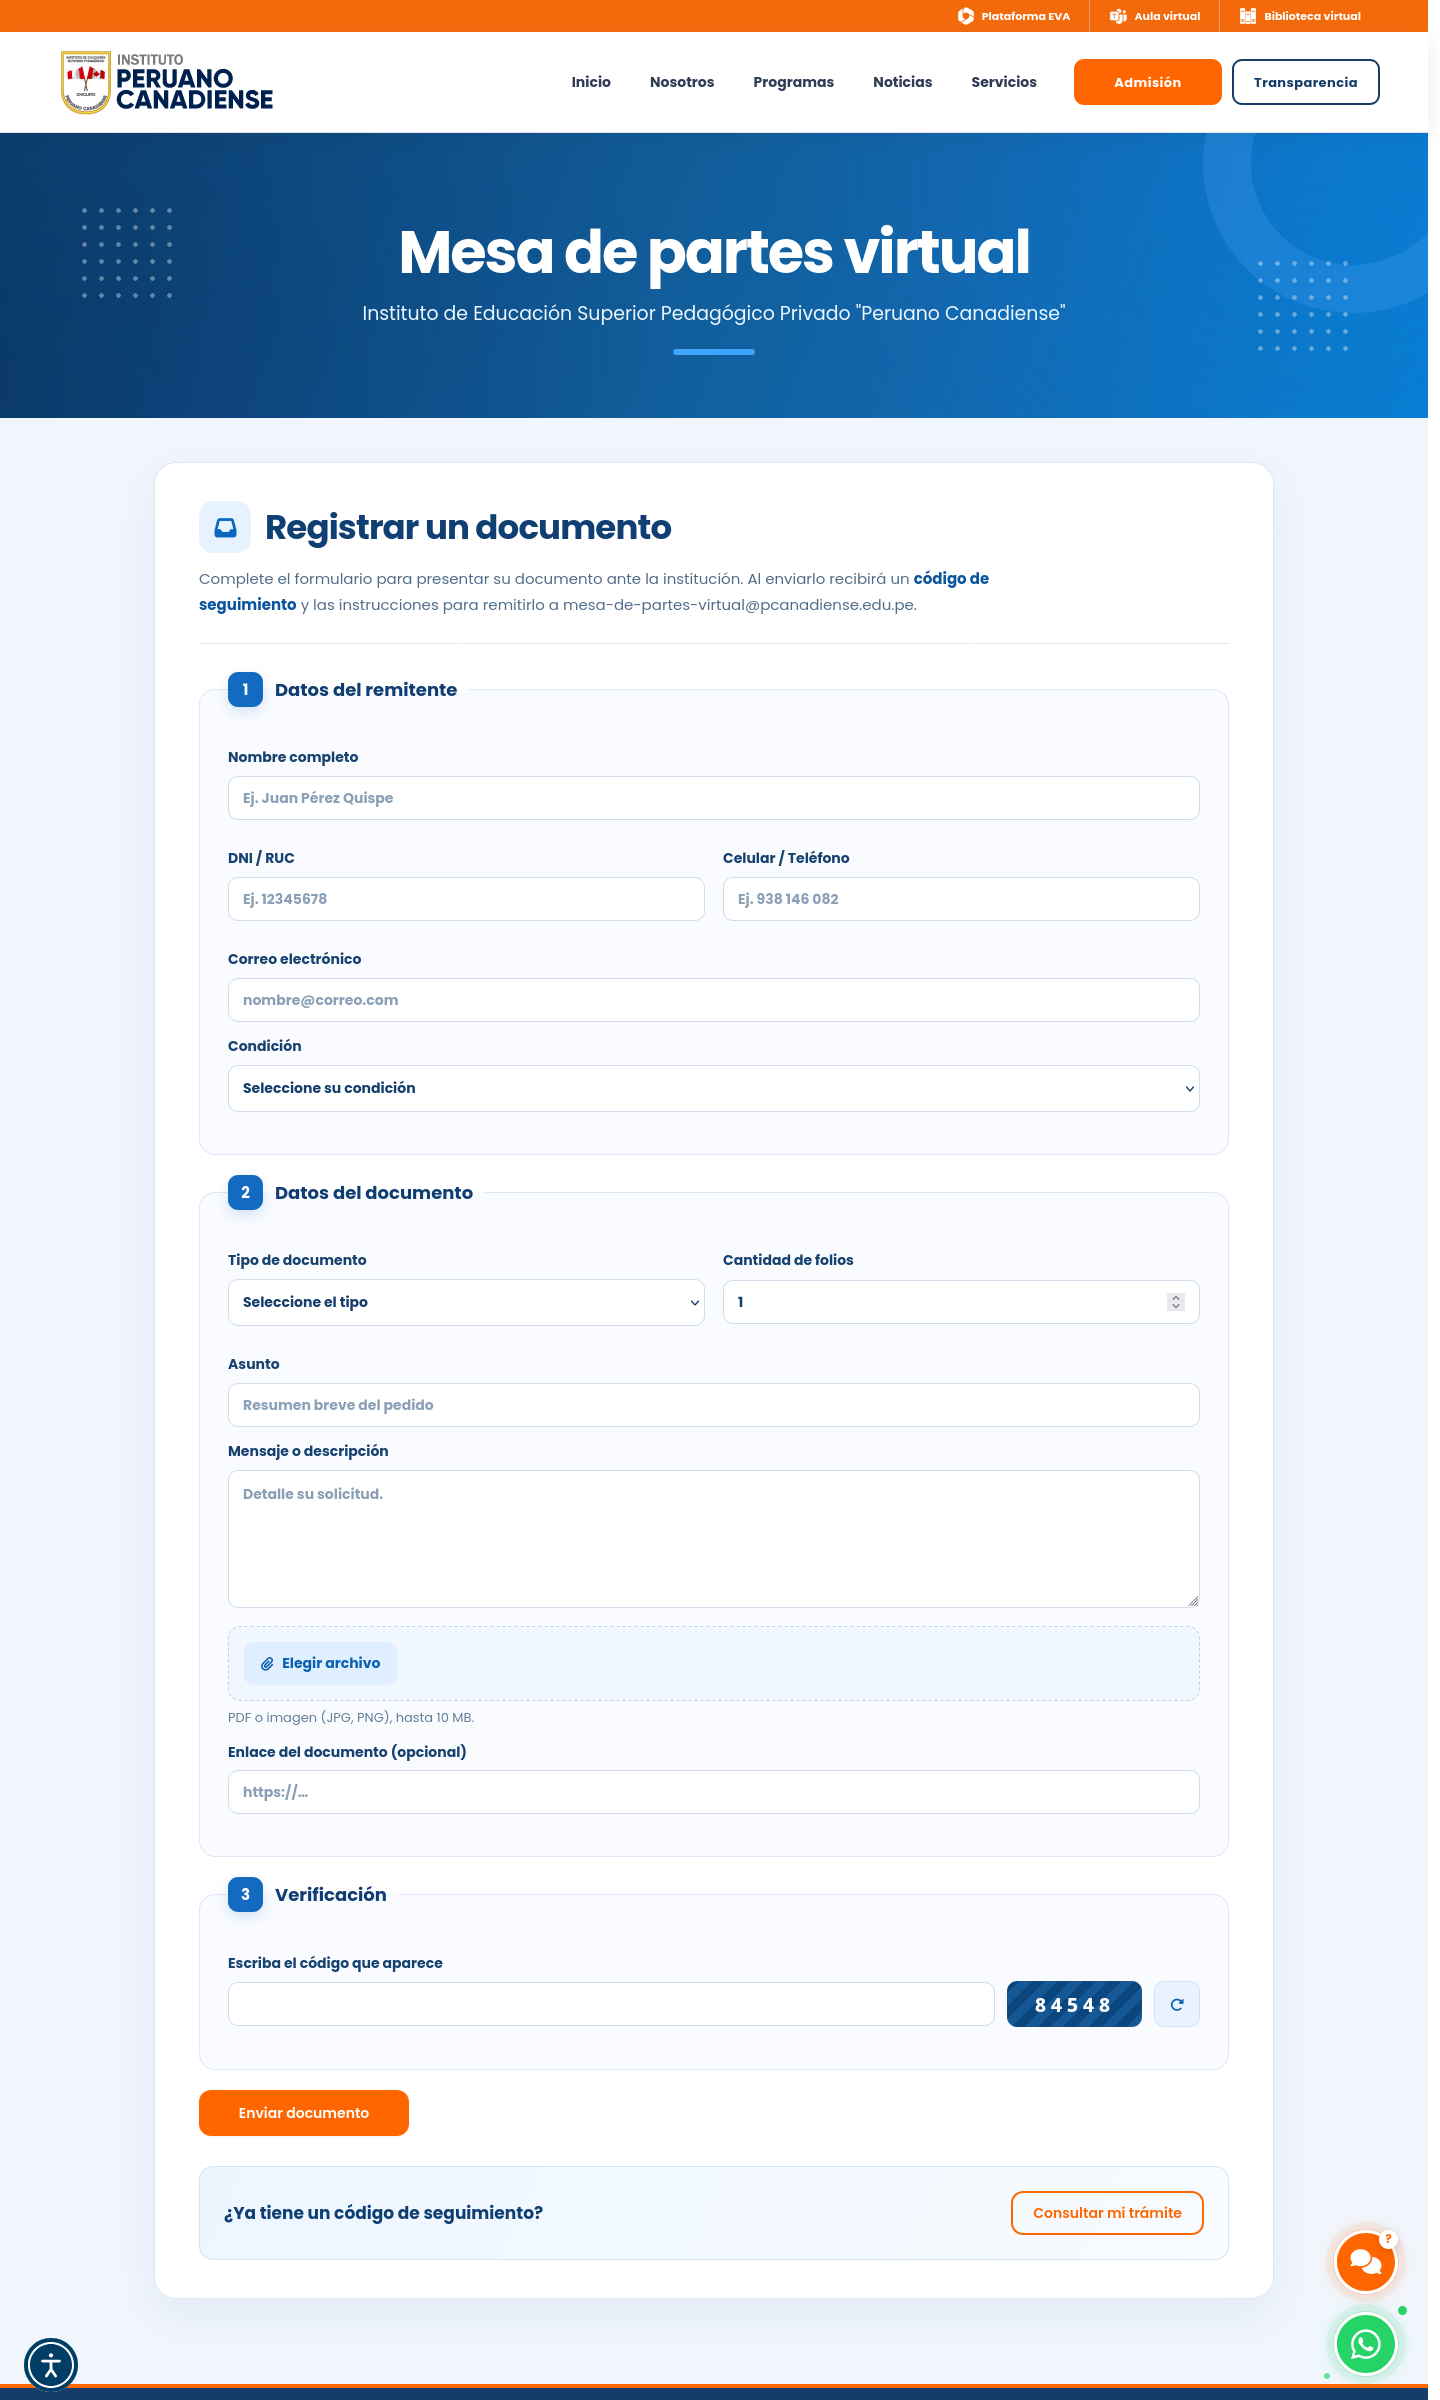 Plataforma EVA
Aula virtual
Biblioteca virtual
INSTITUTO
PERUANO
CANADIENSE
Inicio
Nosotros
Programas
Noticias
Servicios
Admisión
Transparencia
Mesa de partes virtual
Instituto de Educación Superior Pedagógico Privado "Peruano Canadiense"
Registrar un documento
Complete el formulario para presentar su documento ante la institución. Al enviarlo recibirá un código de
seguimiento y las instrucciones para remitirlo a mesa-de-partes-virtual@pcanadiense.edu.pe.
1
Datos del remitente
Nombre completo
Ej. Juan Pérez Quispe
DNI / RUC
Celular / Teléfono
Ej. 12345678
Ej. 938 146 082
Correo electrónico
nombre@correo.com
Condición
Seleccione su condición
2
Datos del documento
Tipo de documento
Cantidad de folios
Seleccione el tipo
1
Asunto
Resumen breve del pedido
Mensaje o descripción
Detalle su solicitud.
Elegir archivo
PDF o imagen (JPG, PNG), hasta 10 MB.
Enlace del documento (opcional)
https://...
3
Verificación
Escriba el código que aparece
84548
Enviar documento
¿Ya tiene un código de seguimiento?
Consultar mi trámite
?